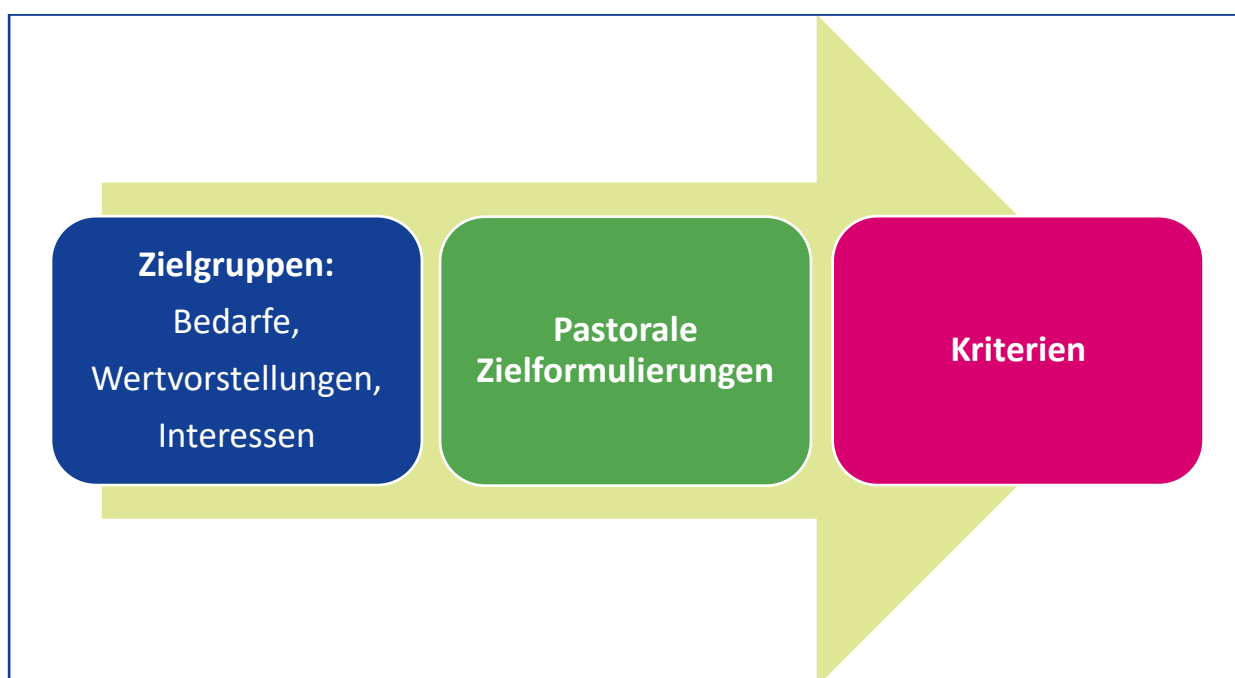 Zielgruppen:
Bedarfe,
Wertvorstellungen,
Interessen
Pastorale
Zielformulierungen
Kriterien